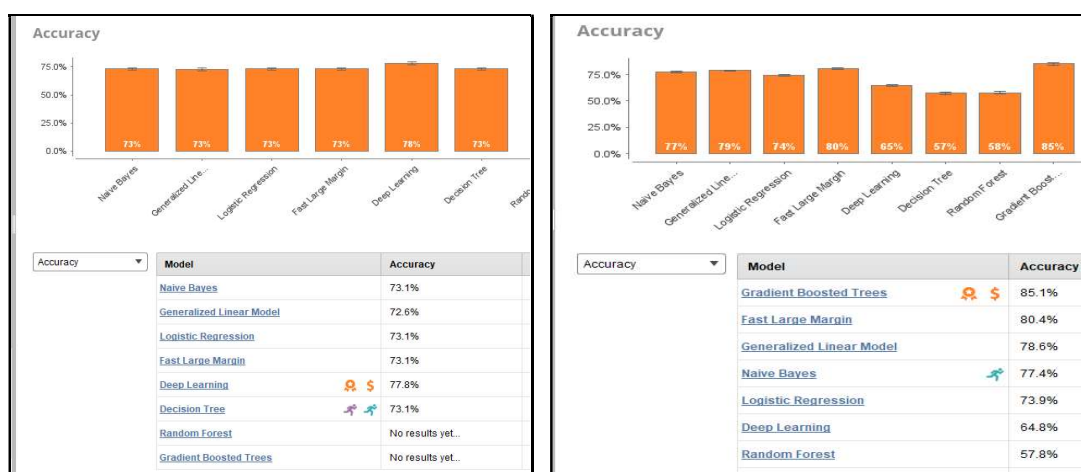 Accuracy
75.0%
50.0%
25.0%
0.0%
73%
73%
73%
73%
78%
73%
Naive Bayes
Generalized Line...
Logistic Regression
Fast Large Margin
Deep Learning
Decision Tree
Accuracy
Model Accuracy
Naive Bayes 73.1%
Generalized Linear Model 72.6%
Logistic Regression 73.1%
Fast Large Margin 73.1%
Deep Learning $ 77.8%
Decision Tree 73.1%
Random Forest No results yet...
Gradient Boosted Trees No results yet...
Accuracy
75.0%
50.0%
25.0%
0.0%
77%
79%
74%
80%
65%
57%
58%
85%
Naive Bayes
Generalized Line...
Logistic Regression
Fast Large Margin
Deep Learning
Decision Tree
Random Forest
Gradient Boost...
Accuracy
Model Accuracy
Gradient Boosted Trees $ 85.1%
Fast Large Margin 80.4%
Generalized Linear Model 78.6%
Naive Bayes 77.4%
Logistic Regression 73.9%
Deep Learning 64.8%
Random Forest 57.8%